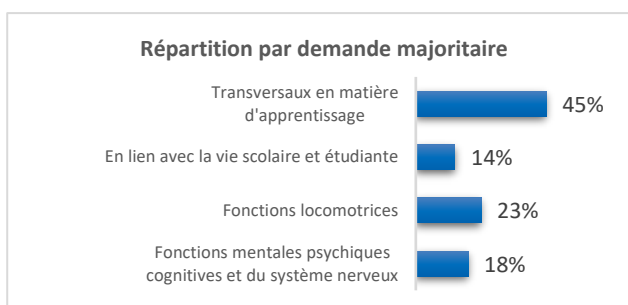 Répartition par demande majoritaire
Transversaux en matière
d'apprentissage
45%
En lien avec la vie scolaire et étudiante
14%
Fonctions locomotrices
23%
Fonctions mentales psychiques
cognitives et du système nerveux
18%